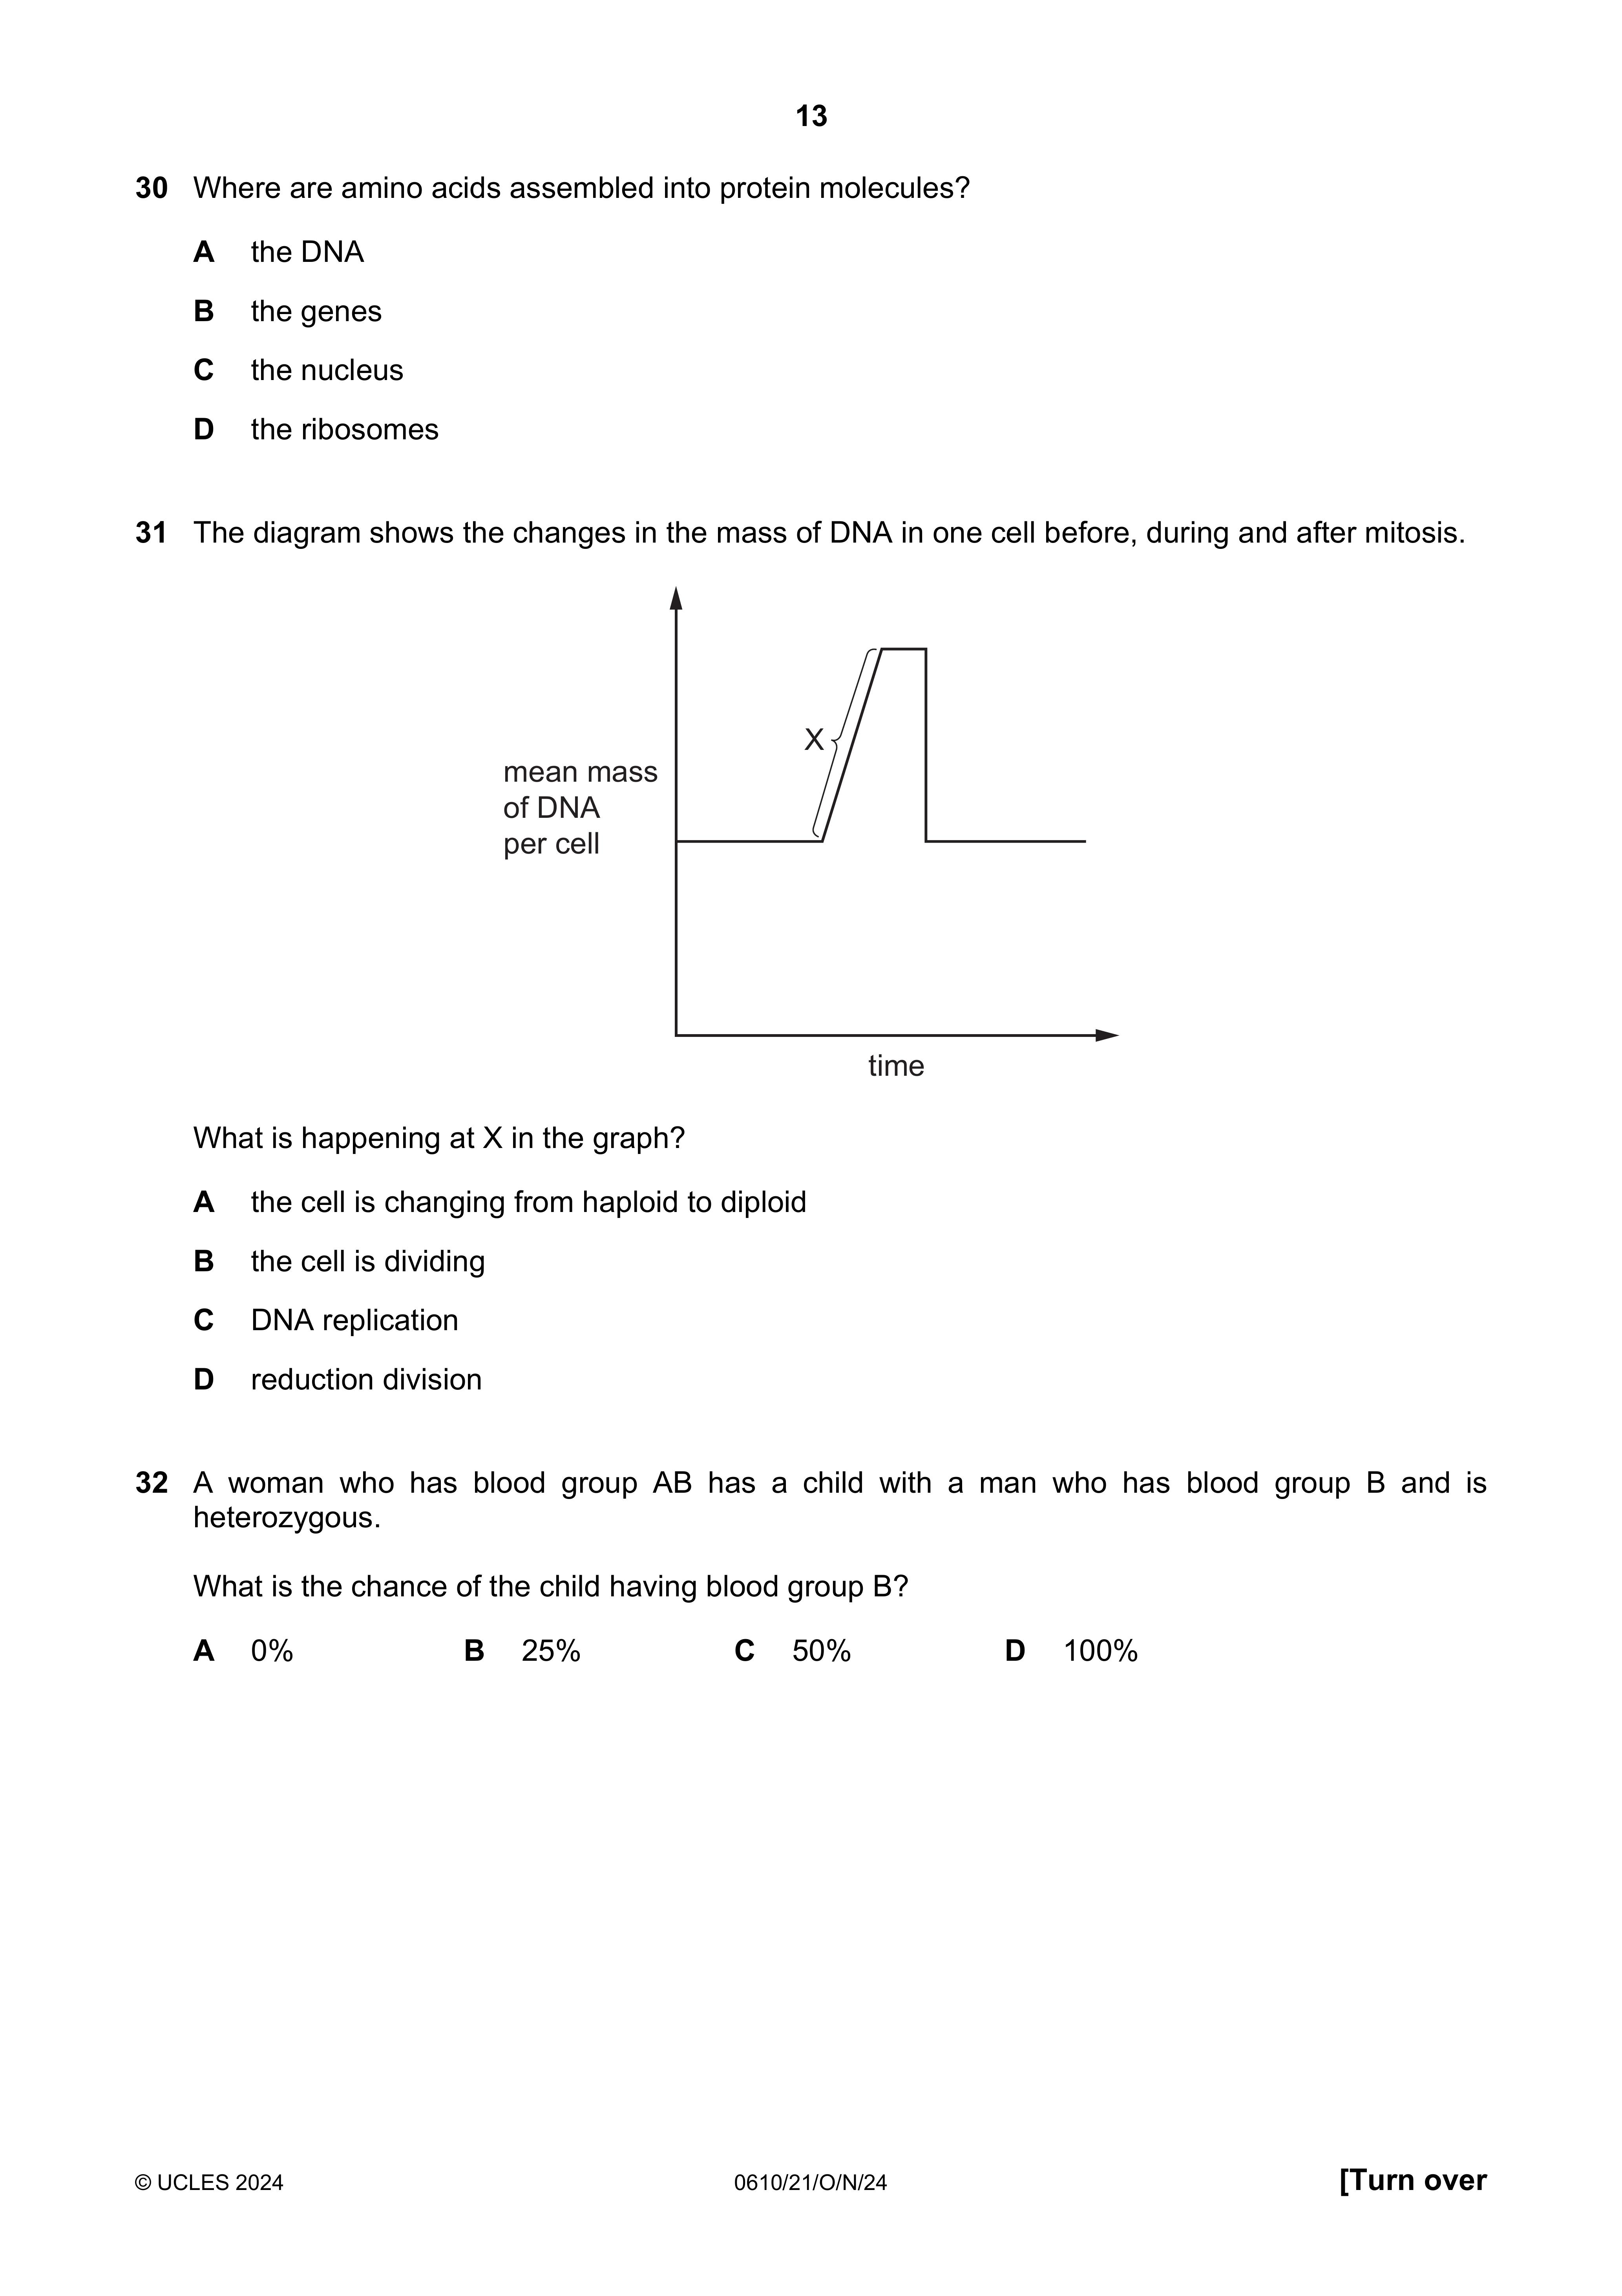 13
30 Where are amino acids assembled into protein molecules?
A the DNA
B the genes
C the nucleus
D the ribosomes
31 The diagram shows the changes in the mass of DNA in one cell before, during and after mitosis.
X
mean mass
of DNA
per cell
time
What is happening at X in the graph?
A the cell is changing from haploid to diploid
B the cell is dividing
C DNA replication
D reduction division
32 A woman who has blood group AB has a child with a man who has blood group B and is
heterozygous.
What is the chance of the child having blood group B?
A 0% B 25% C 50% D 100%
© UCLES 2024 0610/21/O/N/24 [Turn over